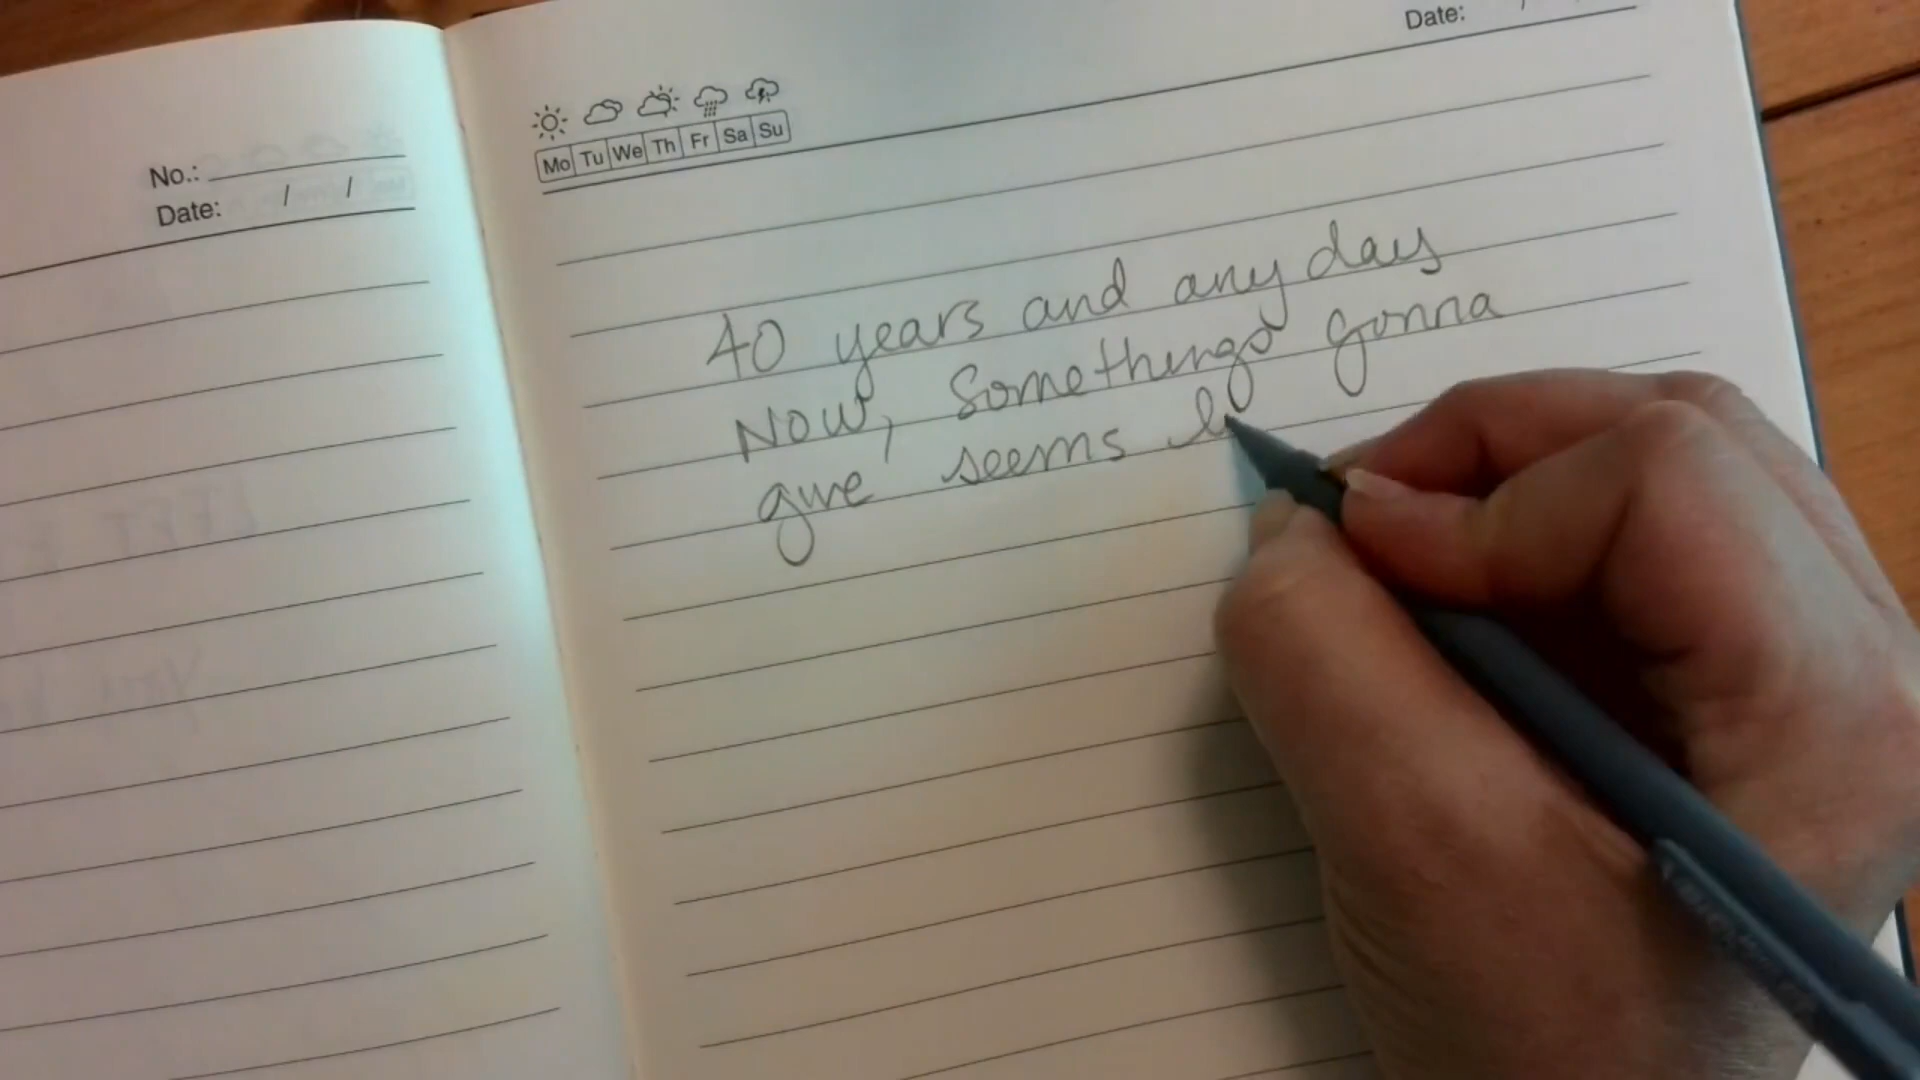 No.:
Date: / /
Date: /
Mo Tu We Th Fr Sa Su
40 years and any days
Now, Somethings gonna
give seems